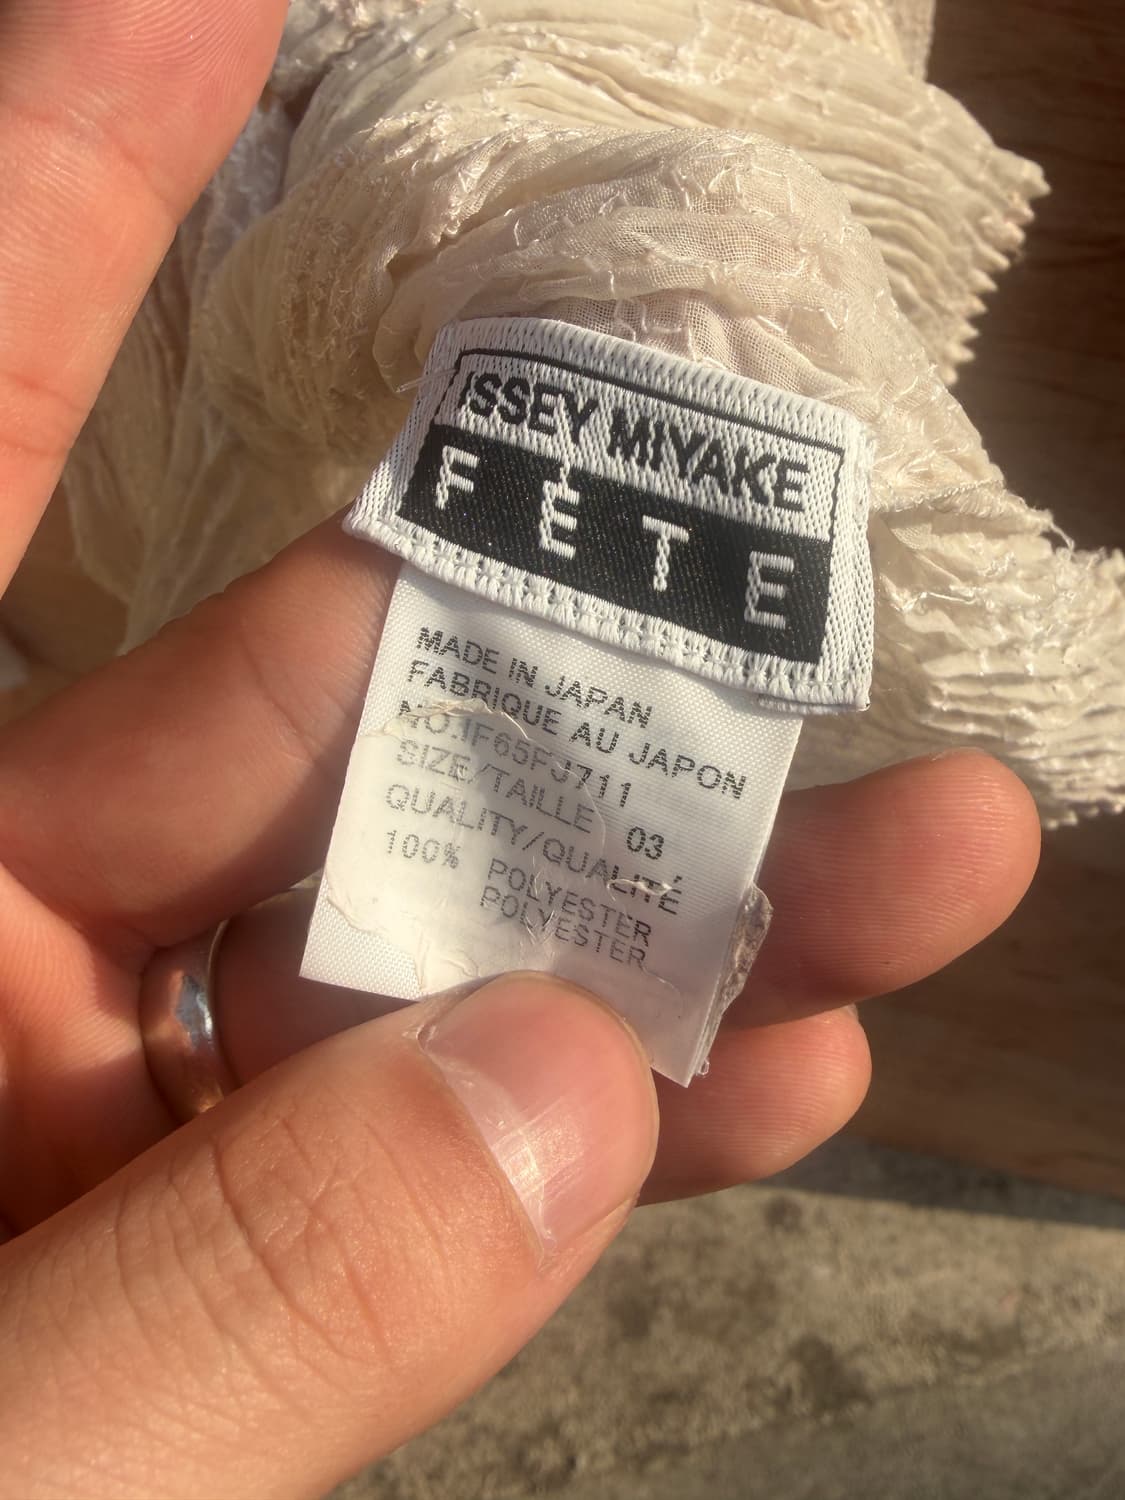 ISSEY MIYAKE
FÊTE
MADE IN JAPAN
FABRIQUE AU JAPON
NO.IF65FJ711
SIZE/TAILLE 03
QUALITY/QUALITÉ
100% POLYESTER
POLYESTER